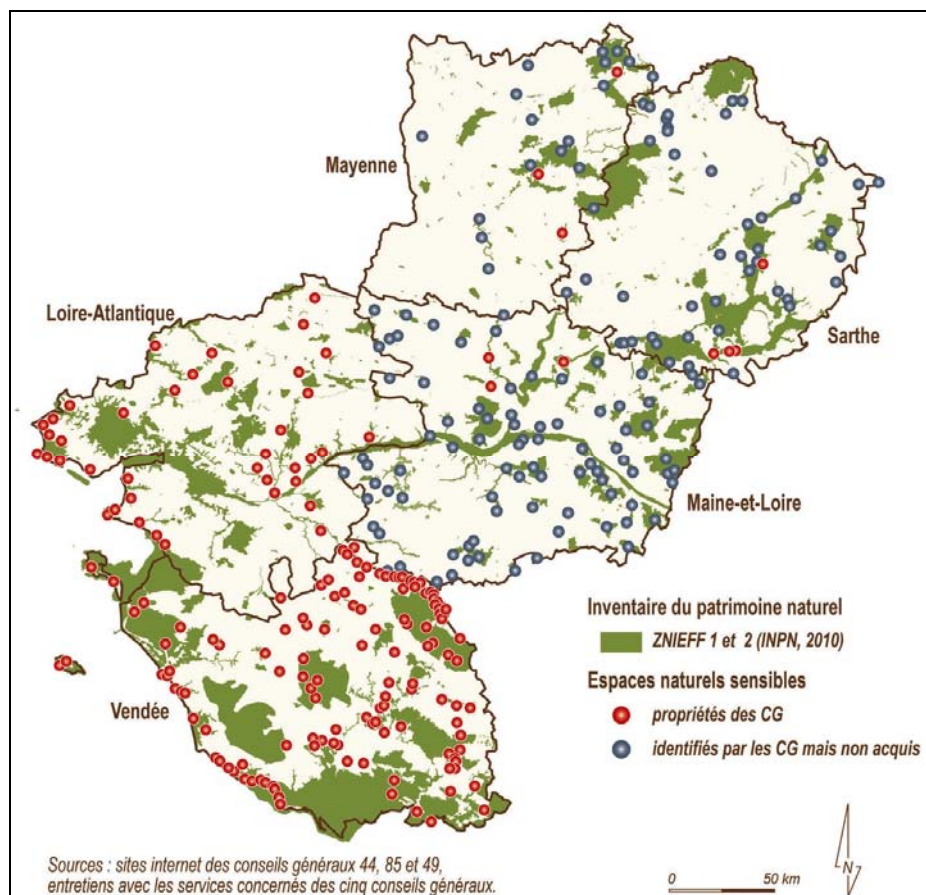 Mayenne
Loire-Atlantique
Sarthe
Maine-et-Loire
Vendée
Inventaire du patrimoine naturel
ZNIEFF 1 et 2 (INPN, 2010)
Espaces naturels sensibles
propriétés des CG
identifiés par les CG mais non acquis
Sources : sites internet des conseils généraux 44, 85 et 49,
entretiens avec les services concernés des cinq conseils généraux.
0 50 km
N